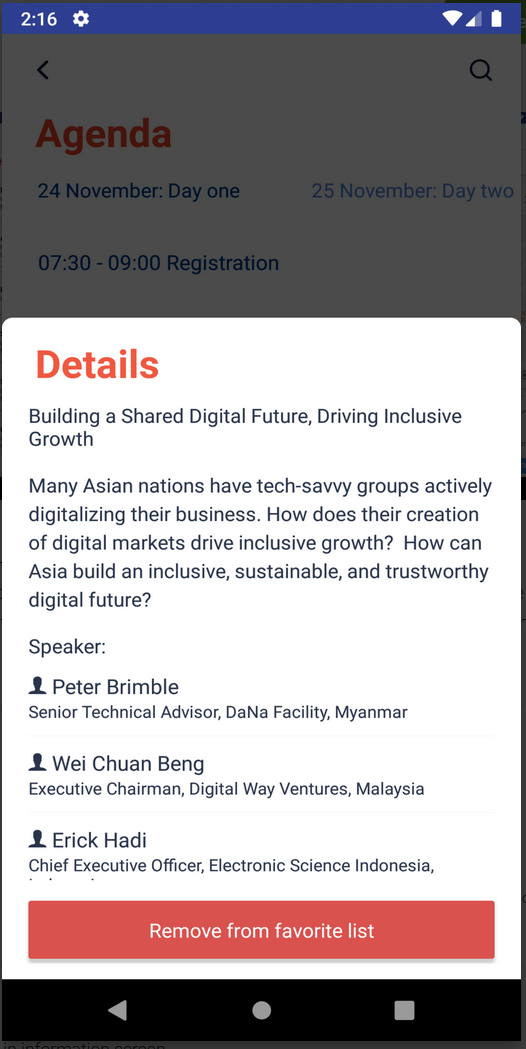 2:16
Agenda
24 November: Day one 25 November: Day two
07:30 - 09:00 Registration
Details
Building a Shared Digital Future, Driving Inclusive
Growth
Many Asian nations have tech-savvy groups actively
digitalizing their business. How does their creation
of digital markets drive inclusive growth? How can
Asia build an inclusive, sustainable, and trustworthy
digital future?
Speaker:
Peter Brimble
Senior Technical Advisor, DaNa Facility, Myanmar
Wei Chuan Beng
Executive Chairman, Digital Way Ventures, Malaysia
Erick Hadi
Chief Executive Officer, Electronic Science Indonesia,
Remove from favorite list
in information screen